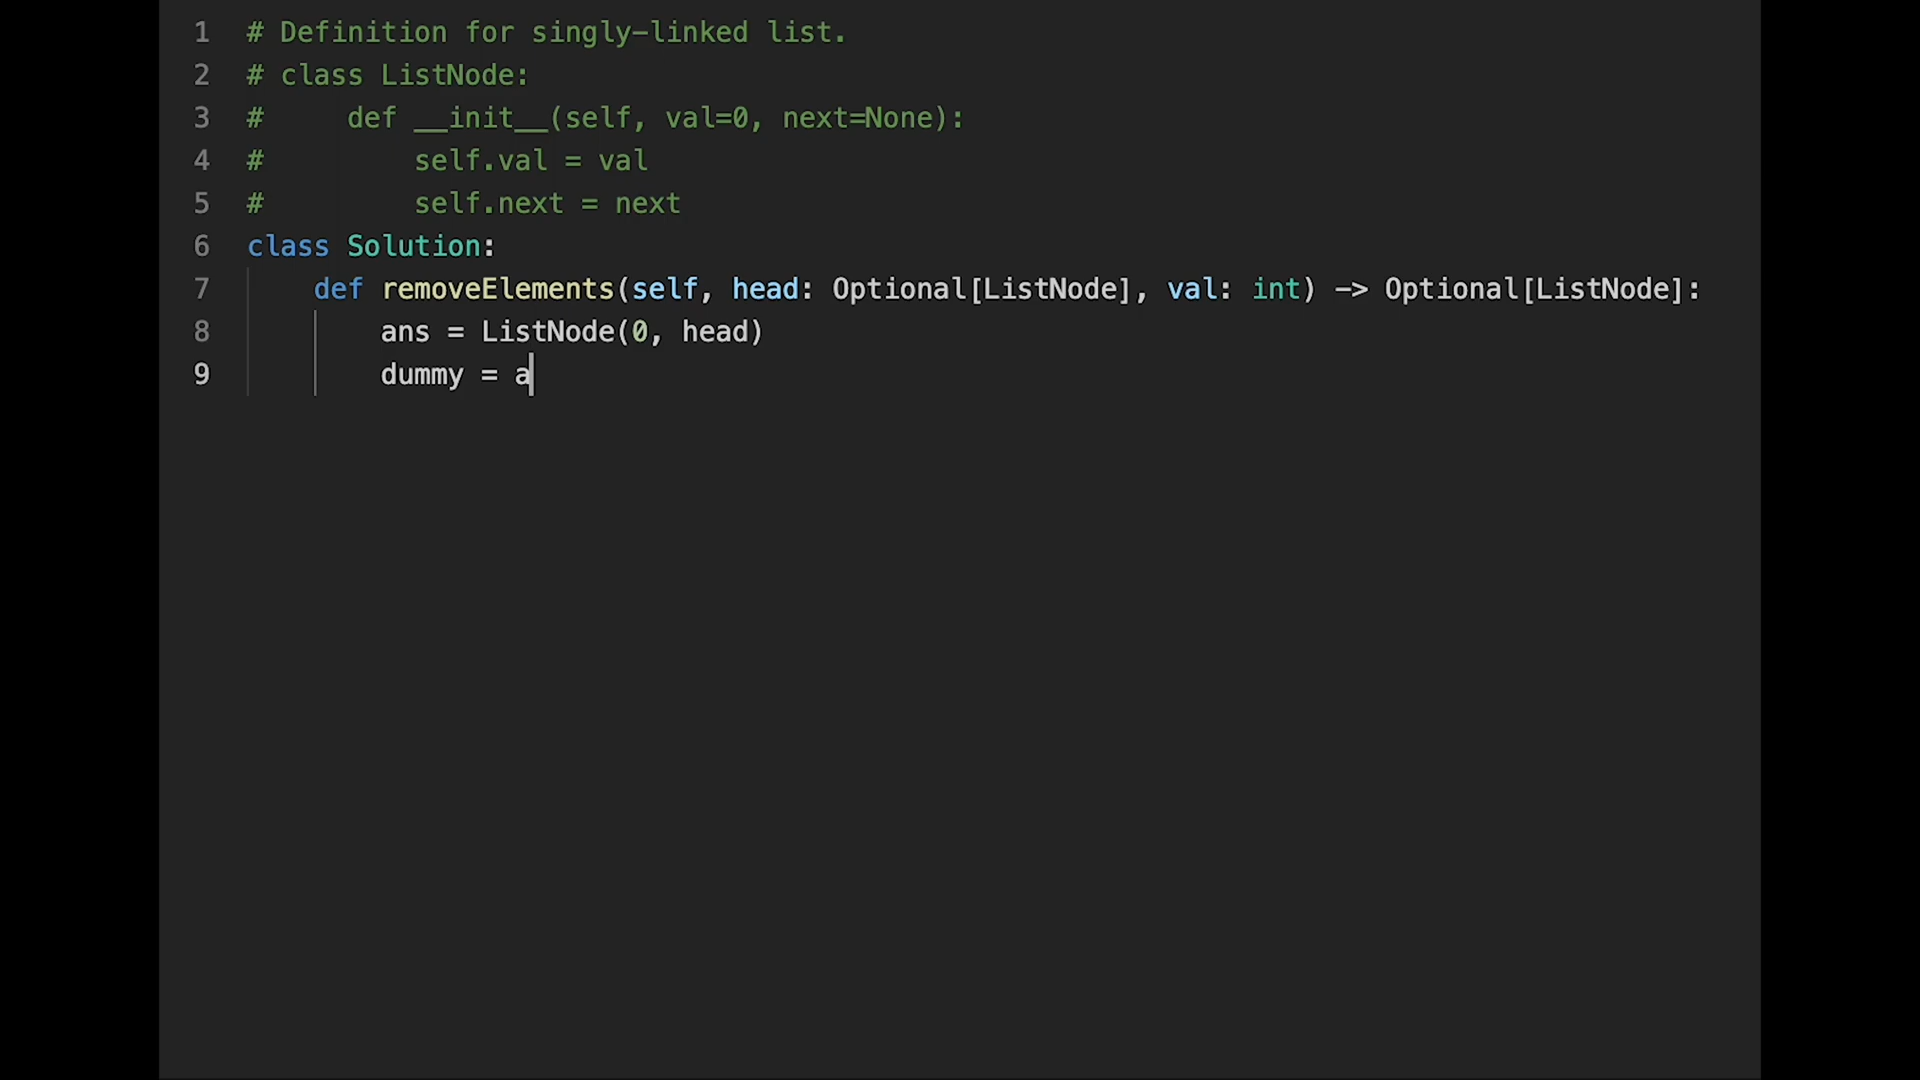 1 # Definition for singly-linked list.
2 # class ListNode:
3 #     def __init__(self, val=0, next=None):
4 #         self.val = val
5 #         self.next = next
6 class Solution:
7     def removeElements(self, head: Optional[ListNode], val: int) -> Optional[ListNode]:
8         ans = ListNode(0, head)
9         dummy = a